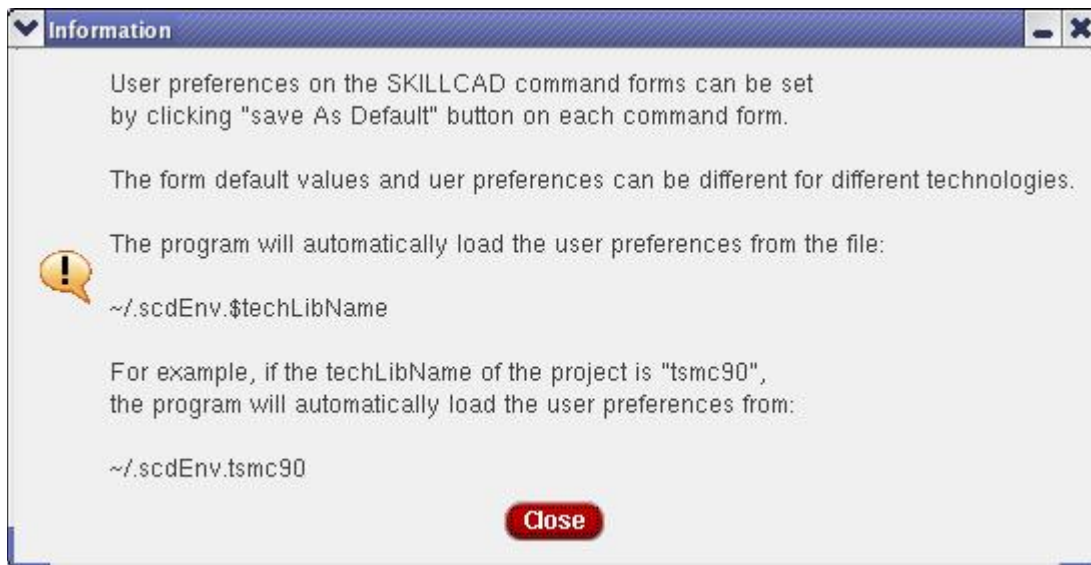 Information
User preferences on the SKILLCAD command forms can be set
by clicking "save As Default" button on each command form.
The form default values and uer preferences can be different for different technologies.
The program will automatically load the user preferences from the file:
~/.scdEnv.$techLibName
For example, if the techLibName of the project is "tsmc90",
the program will automatically load the user preferences from:
~/.scdEnv.tsmc90
Close